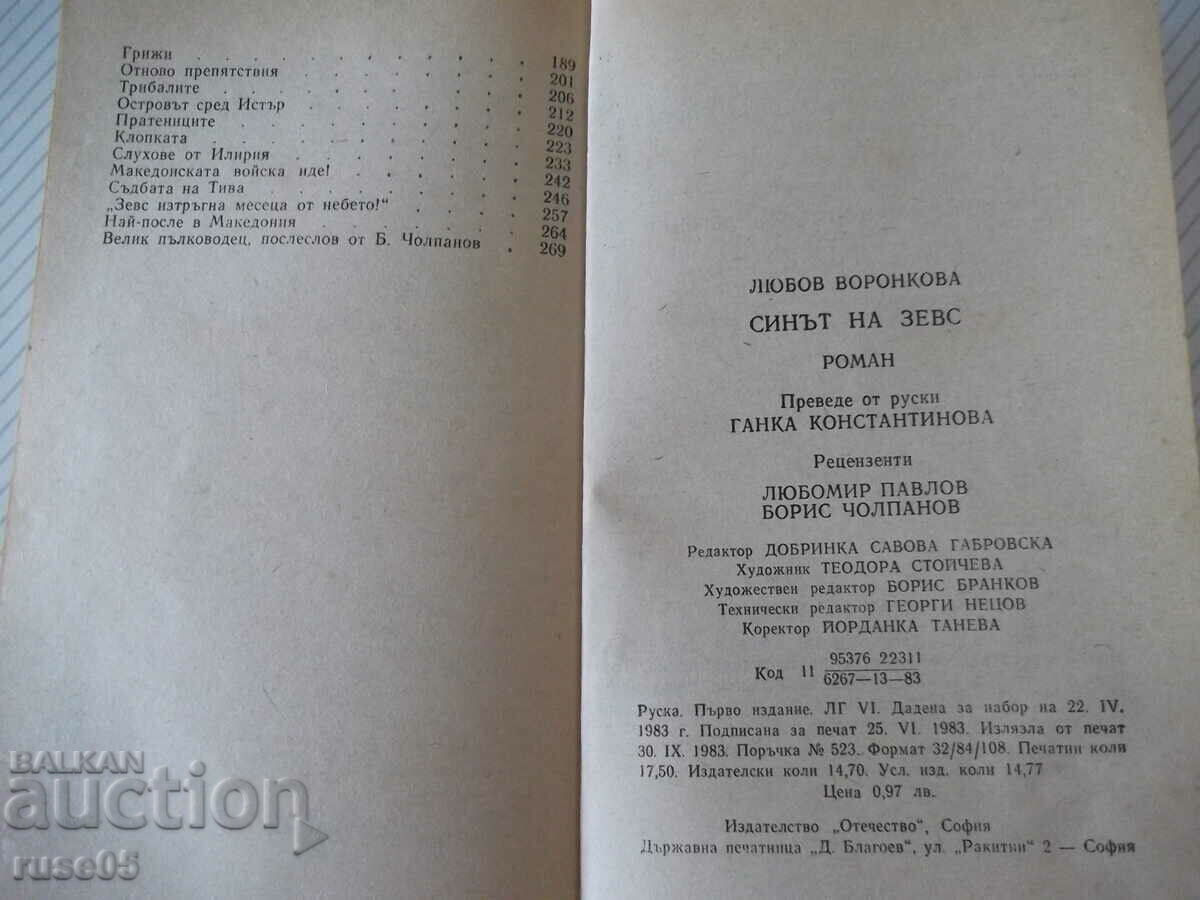 Грижи . . . . . . . . . . . 189
Отново препятствия . . . . . . . 201
Трибалите . . . . . . . . . . 206
Островът сред Истър . . . . . . . 212
Пратениците . . . . . . . . . 220
Клопката . . . . . . . . . . 223
Слухове от Илирия . . . . . . . 233
Македонската войска иде! . . . . . 242
Съдбата на Тива . . . . . . . . 246
„Зевс изтръгна месеца от небето!“ . . . . 257
Най-после в Македония . . . . . . 264
Велик пълководец, послеслов от Б. Чолпанов . 269
ЛЮБОВ ВОРОНКОВА
СИНЪТ НА ЗЕВС
РОМАН
Преведе от руски
ГАНКА КОНСТАНТИНОВА
Рецензенти
ЛЮБОМИР ПАВЛОВ
БОРИС ЧОЛПАНОВ
Редактор ДОБРИНКА САВОВА ГАБРОВСКА
Художник ТЕОДОРА СТОЙЧЕВА
Художествен редактор БОРИС БРАНКОВ
Технически редактор ГЕОРГИ НЕЦОВ
Коректор ЙОРДАНКА ТАНЕВА
Код 11 95376 22311
6267—13—83
Руска. Първо издание. ЛГ VI. Дадена за набор на 22. IV.
1983 г. Подписана за печат 25. VI. 1983. Излязла от печат
30. IX. 1983. Поръчка № 523. Формат 32/84/108. Печатни коли
17,50. Издателски коли 14,70. Усл. изд. коли 14,77
Цена 0,97 лв.
Издателство „Отечество“, София
Държавна печатница „Д. Благоев“, ул. „Ракитин“ 2 — София
BALKAN
auction
ruse05